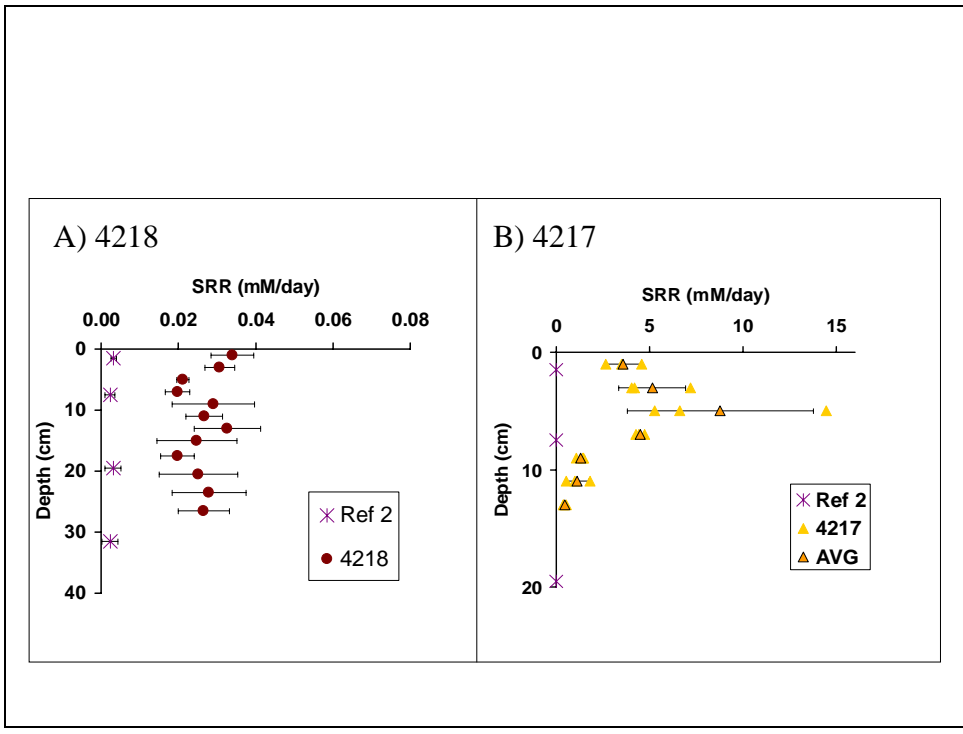 A) 4218
SRR (mM/day)
0.00 0.02 0.04 0.06 0.08
0
10
20
30
40
Depth (cm)
Ref 2
4218
B) 4217
SRR (mM/day)
0 5 10 15
0
10
20
Depth (cm)
Ref 2
4217
AVG